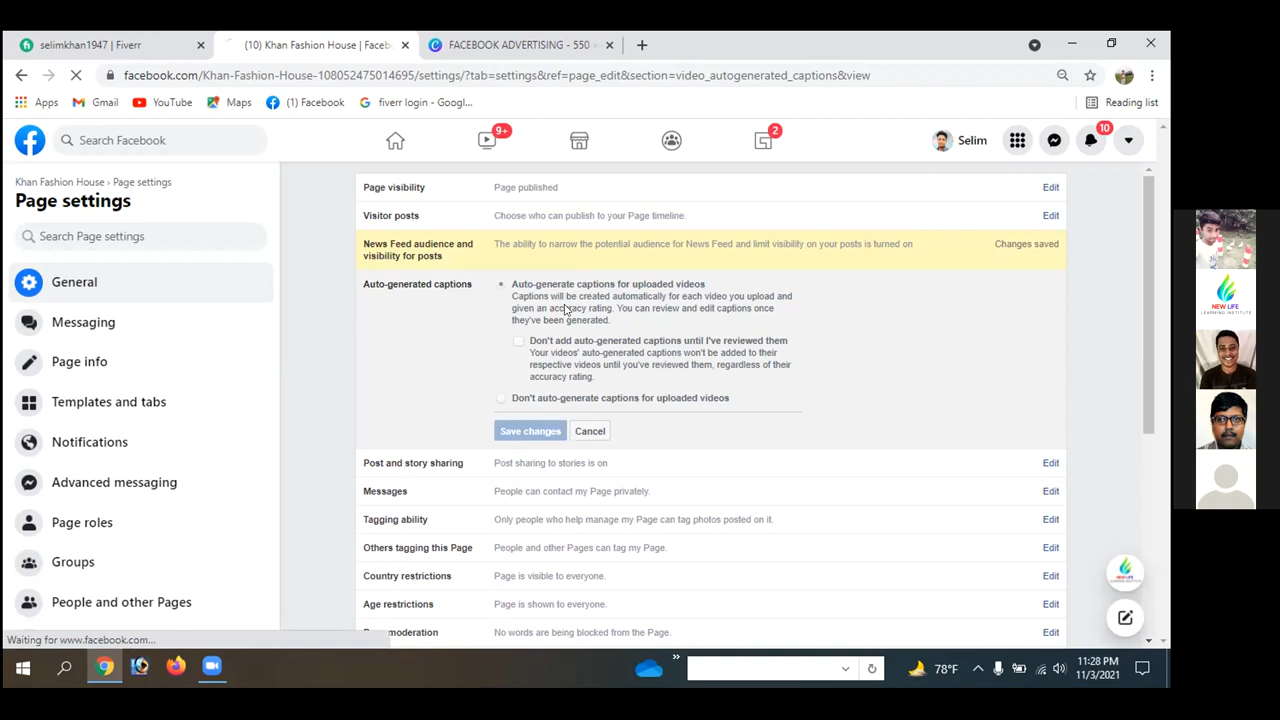 selimkhan1947 | Fiverr
(10) Khan Fashion House | Faceb
FACEBOOK ADVERTISING - 550
facebook.com/Khan-Fashion-House-108052475014695/settings/?tab=settings&ref=page_edit&section=video_autogenerated_captions&view
Apps
Gmail
YouTube
Maps
(1) Facebook
fiverr login - Googl...
Reading list
Search Facebook
9+
2
Selim
10
Khan Fashion House › Page settings
Page settings
Search Page settings
General
Messaging
Page info
Templates and tabs
Notifications
Advanced messaging
Page roles
Groups
People and other Pages
Waiting for www.facebook.com...
Page visibility
Page published
Edit
Visitor posts
Choose who can publish to your Page timeline.
Edit
News Feed audience and
visibility for posts
The ability to narrow the potential audience for News Feed and limit visibility on your posts is turned on
Changes saved
Auto-generated captions
Auto-generate captions for uploaded videos
Captions will be created automatically for each video you upload and
given an accuracy rating. You can review and edit captions once
they've been generated.
Don't add auto-generated captions until I've reviewed them
Your videos' auto-generated captions won't be added to their
respective videos until you've reviewed them, regardless of their
accuracy rating.
Don't auto-generate captions for uploaded videos
Save changes
Cancel
Post and story sharing
Post sharing to stories is on
Edit
Messages
People can contact my Page privately.
Edit
Tagging ability
Only people who help manage my Page can tag photos posted on it.
Edit
Others tagging this Page
People and other Pages can tag my Page.
Edit
Country restrictions
Page is visible to everyone.
Edit
Age restrictions
Page is shown to everyone.
Edit
moderation
No words are being blocked from the Page.
Edit
NEW LIFE
LEARNING INSTITUTE
78°F
11:28 PM
11/3/2021